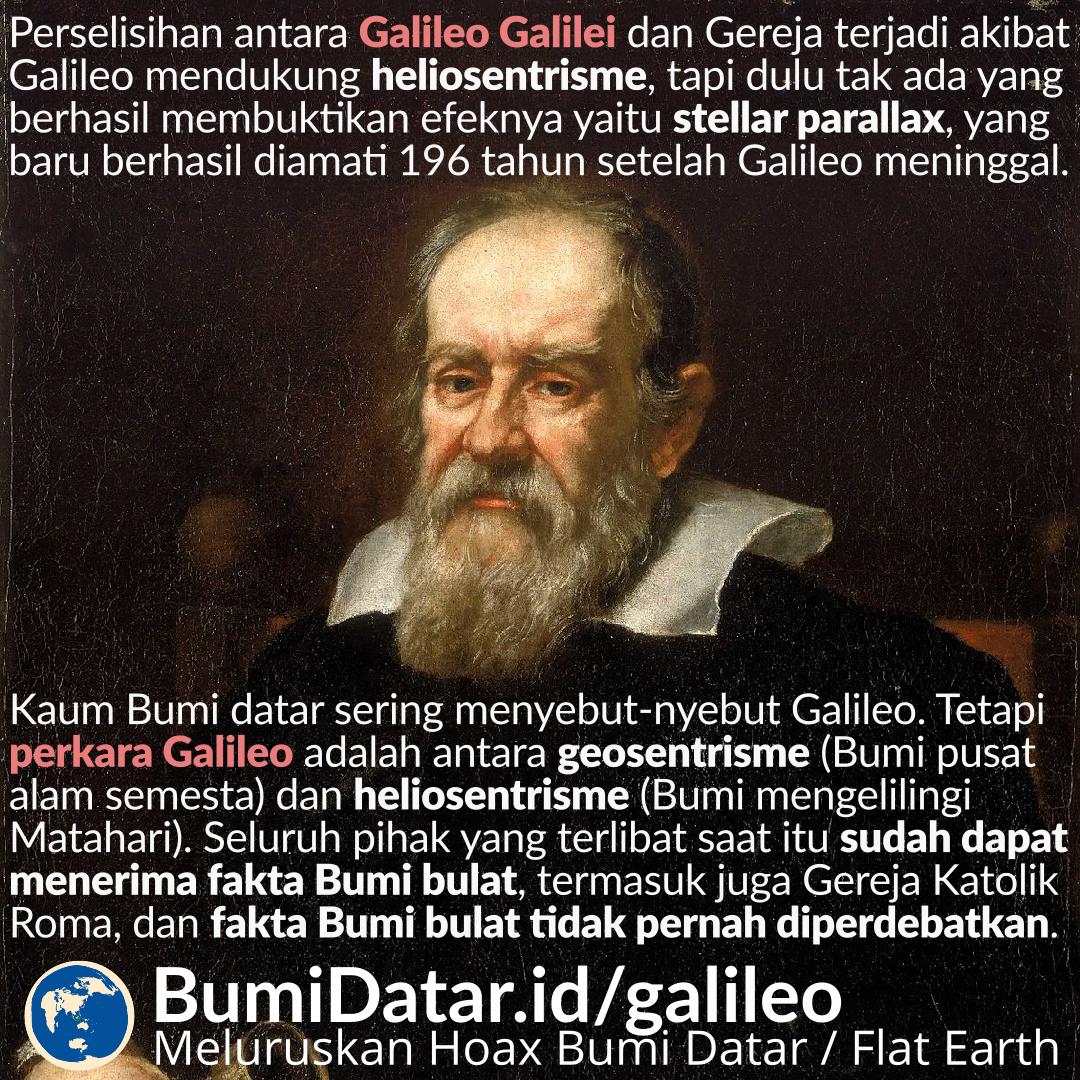 Perselisihan antara Galileo Galilei dan Gereja terjadi akibat
Galileo mendukung heliosentrisme, tapi dulu tak ada yang
berhasil membuktikan efeknya yaitu stellar parallax, yang
baru berhasil diamati 196 tahun setelah Galileo meninggal.
Kaum Bumi datar sering menyebut-nyebut Galileo. Tetapi
perkara Galileo adalah antara geosentrisme (Bumi pusat
alam semesta) dan heliosentrisme (Bumi mengelilingi
Matahari). Seluruh pihak yang terlibat saat itu sudah dapat
menerima fakta Bumi bulat, termasuk juga Gereja Katolik
Roma, dan fakta Bumi bulat tidak pernah diperdebatkan.
BumiDatar.id/galileo
Meluruskan Hoax Bumi Datar / Flat Earth